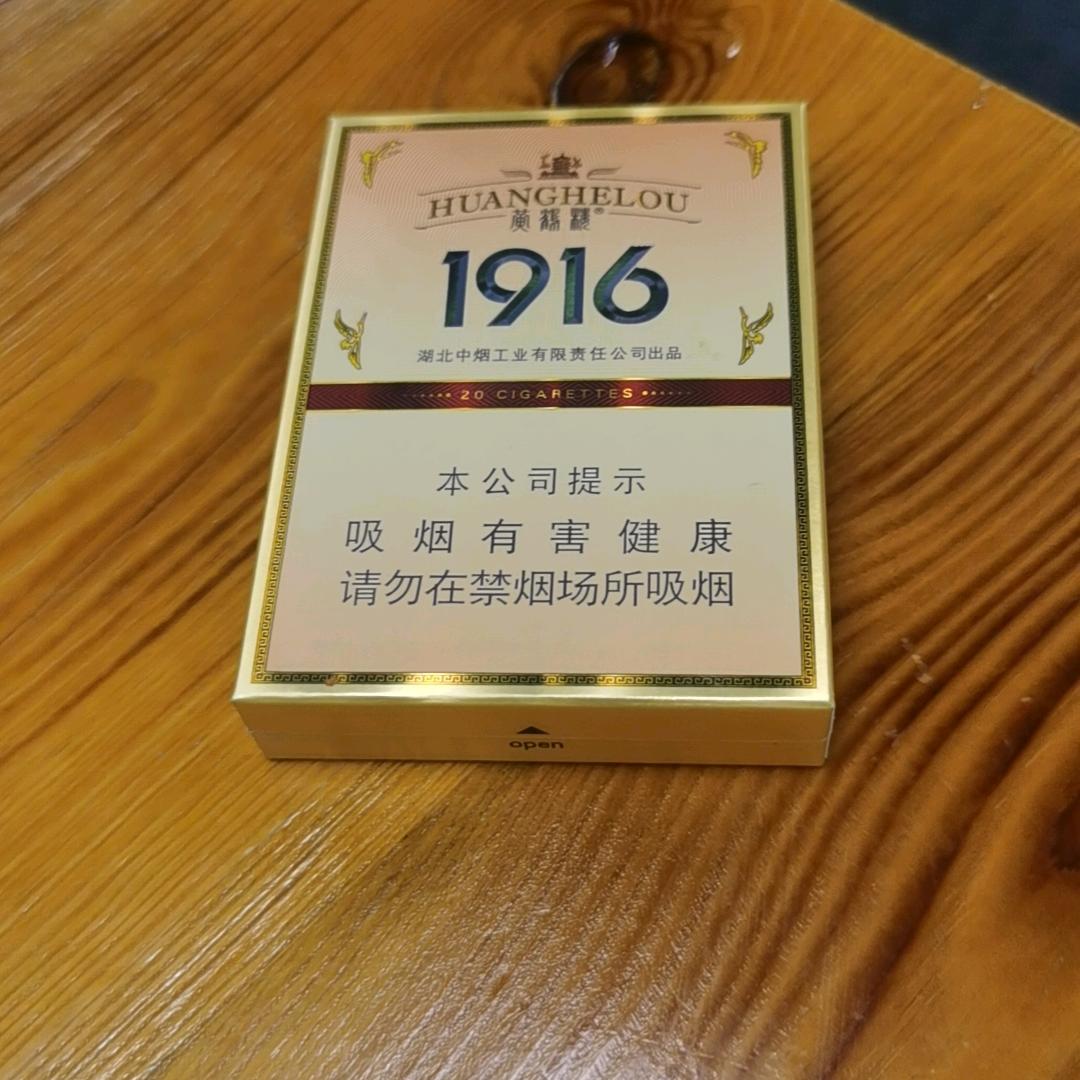 HUANGHELOU
黄鹤楼®
1916
湖北中烟工业有限责任公司出品
20 CIGARETTES
本公司提示
吸烟有害健康
请勿在禁烟场所吸烟
open